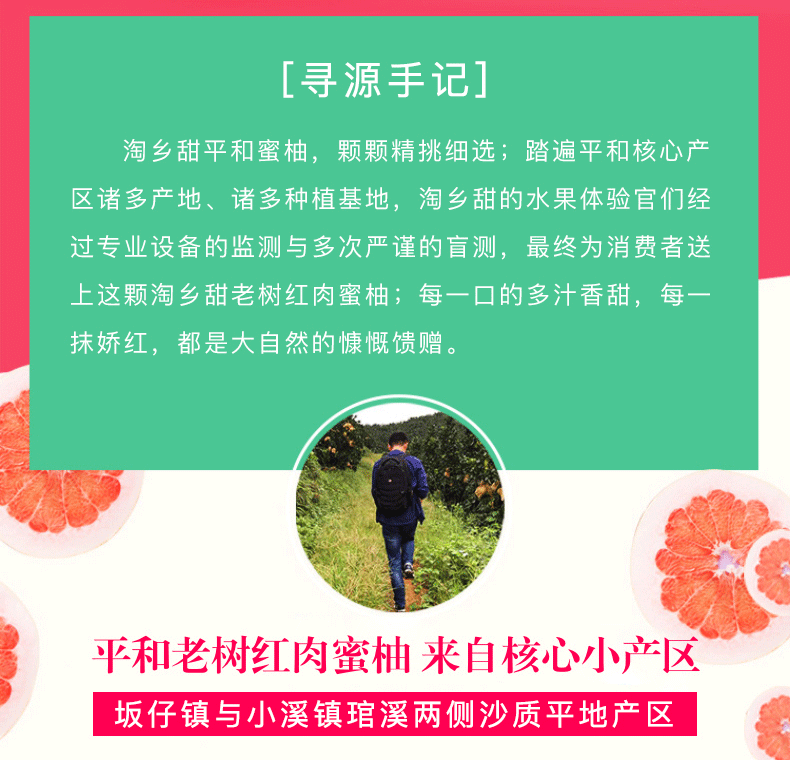 [寻源手记]
淘乡甜平和蜜柚，颗颗精挑细选；踏遍平和核心产
区诸多产地、诸多种植基地，淘乡甜的水果体验官们经
过专业设备的监测与多次严谨的盲测，最终为消费者送
上这颗淘乡甜老树红肉蜜柚；每一口的多汁香甜，每一
抹娇红，都是大自然的慷慨馈赠。
平和老树红肉蜜柚 来自核心小产区
坂仔镇与小溪镇琯溪两侧沙质平地产区